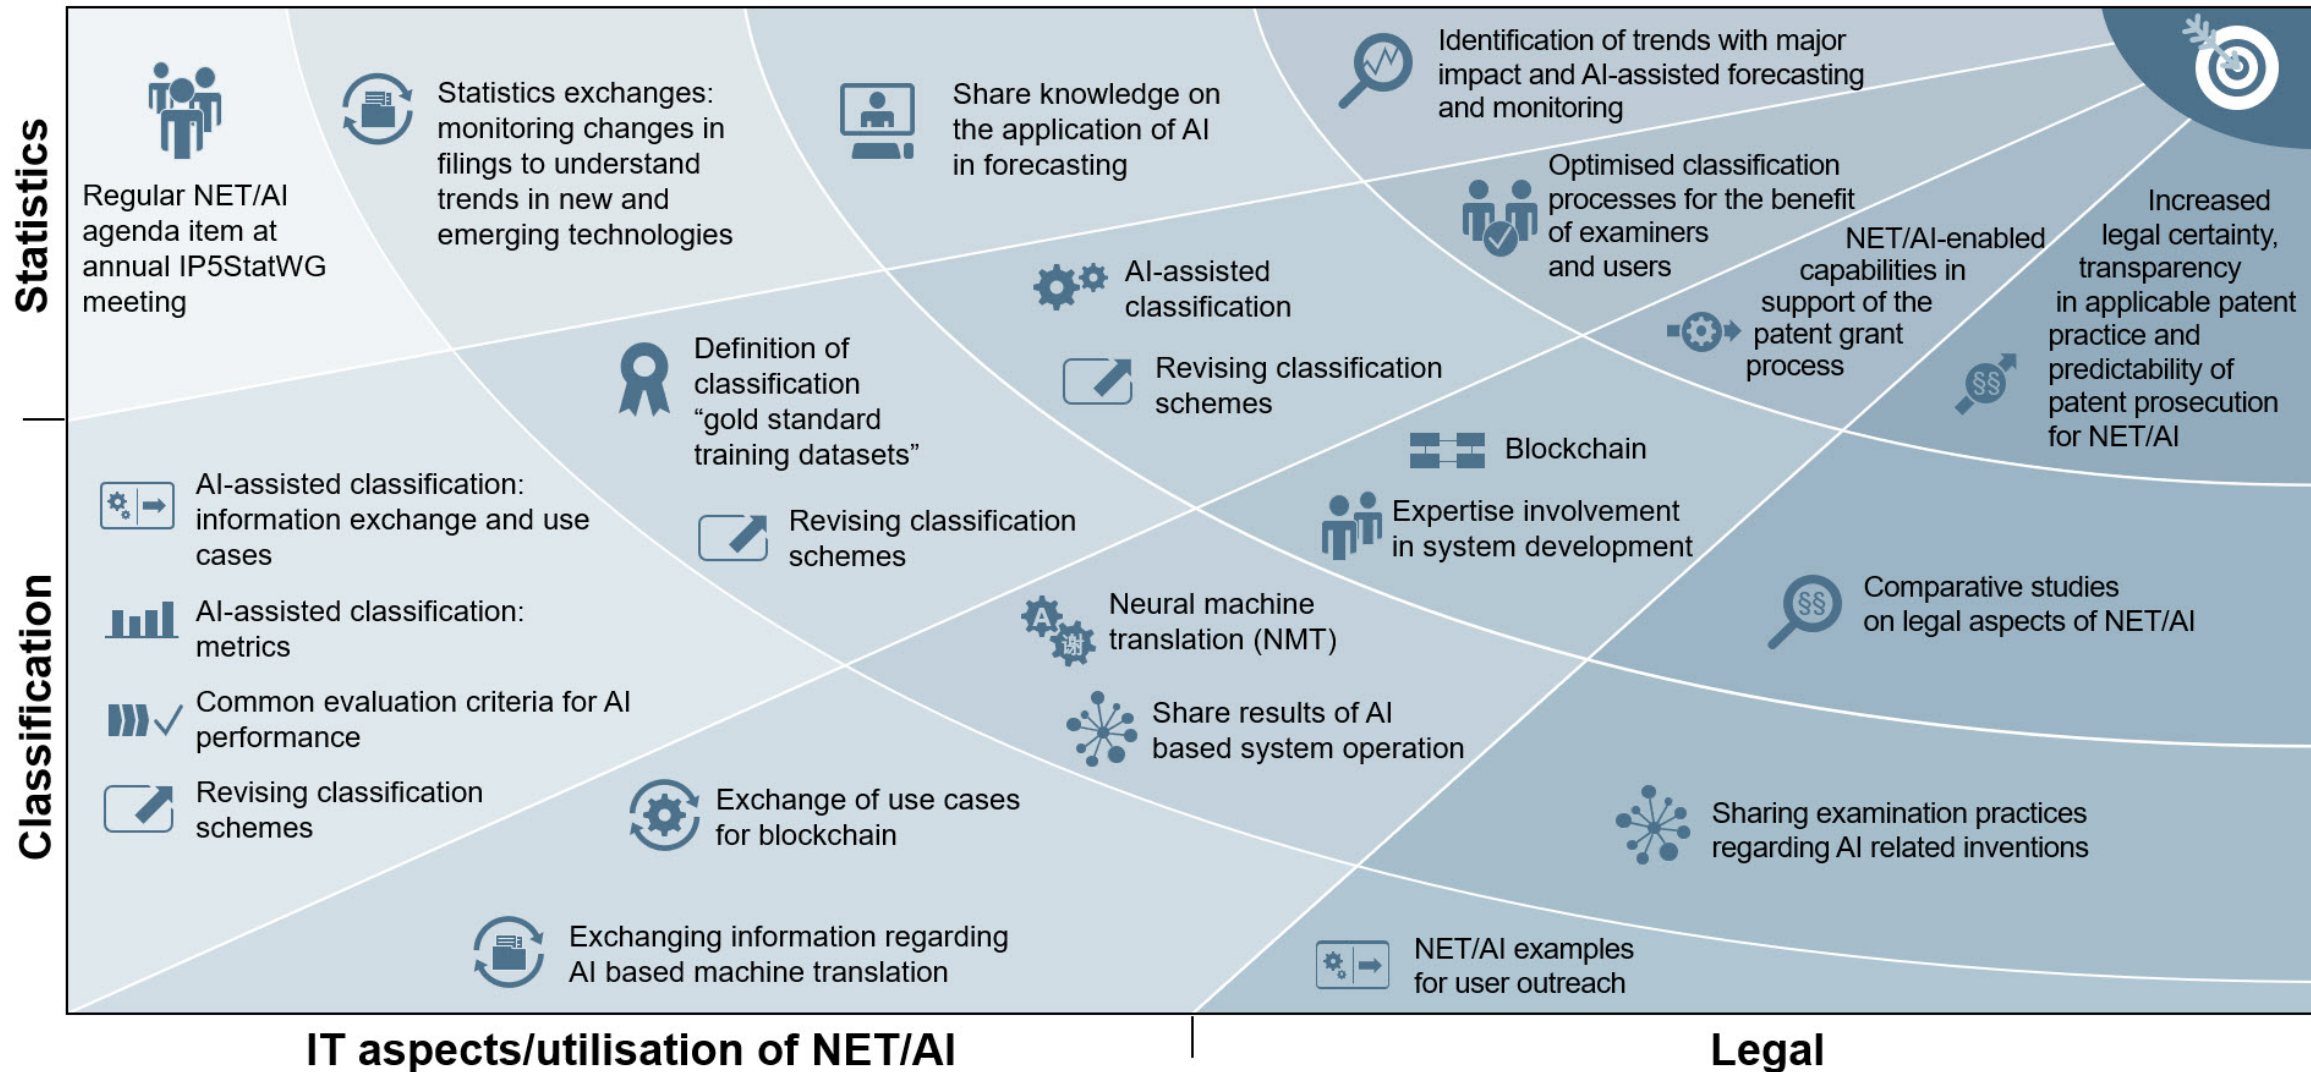 Statistics
Classification
Regular NET/AI
agenda item at
annual IP5StatWG
meeting
Statistics exchanges:
monitoring changes in
filings to understand
trends in new and
emerging technologies
Share knowledge on
the application of AI
in forecasting
Identification of trends with major
impact and AI-assisted forecasting
and monitoring
AI-assisted classification:
information exchange and use
cases
AI-assisted classification:
metrics
Common evaluation criteria for AI
performance
Revising classification
schemes
Definition of
classification
“gold standard
training datasets”
Revising classification
schemes
AI-assisted
classification
Revising classification
schemes
Optimised classification
processes for the benefit
of examiners
and users
Exchanging information regarding
AI based machine translation
Exchange of use cases
for blockchain
A
谢
Neural machine
translation (NMT)
Share results of AI
based system operation
Blockchain
Expertise involvement
in system development
NET/AI-enabled
capabilities in
support of the
patent grant
process
NET/AI examples
for user outreach
Sharing examination practices
regarding AI related inventions
§§
Comparative studies
on legal aspects of NET/AI
§§
Increased
legal certainty,
transparency
in applicable patent
practice and
predictability of
patent prosecution
for NET/AI
IT aspects/utilisation of NET/AI
Legal